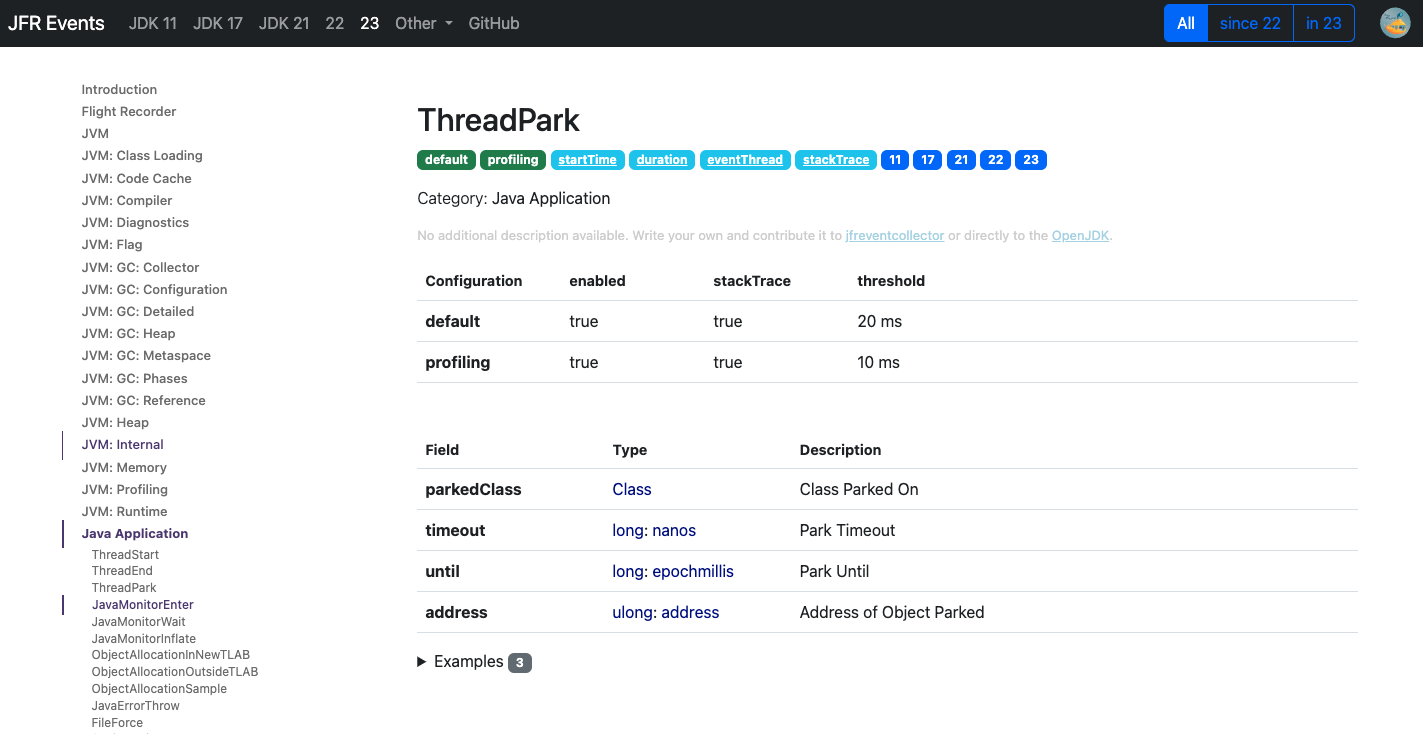 JFR Events JDK 11 JDK 17 JDK 21 22 23 Other GitHub All since 22 in 23
Introduction
Flight Recorder
JVM
JVM: Class Loading
JVM: Code Cache
JVM: Compiler
JVM: Diagnostics
JVM: Flag
JVM: GC: Collector
JVM: GC: Configuration
JVM: GC: Detailed
JVM: GC: Heap
JVM: GC: Metaspace
JVM: GC: Phases
JVM: GC: Reference
JVM: Heap
JVM: Internal
JVM: Memory
JVM: Profiling
JVM: Runtime
Java Application
ThreadStart
ThreadEnd
ThreadPark
JavaMonitorEnter
JavaMonitorWait
JavaMonitorInflate
ObjectAllocationInNewTLAB
ObjectAllocationOutsideTLAB
ObjectAllocationSample
JavaErrorThrow
FileForce
ThreadPark
default profiling startTime duration eventThread stackTrace 11 17 21 22 23
Category: Java Application
No additional description available. Write your own and contribute it to jfreventcollector or directly to the OpenJDK.
Configuration enabled stackTrace threshold
default true true 20 ms
profiling true true 10 ms
Field Type Description
parkedClass Class Class Parked On
timeout long: nanos Park Timeout
until long: epochmillis Park Until
address ulong: address Address of Object Parked
Examples 3